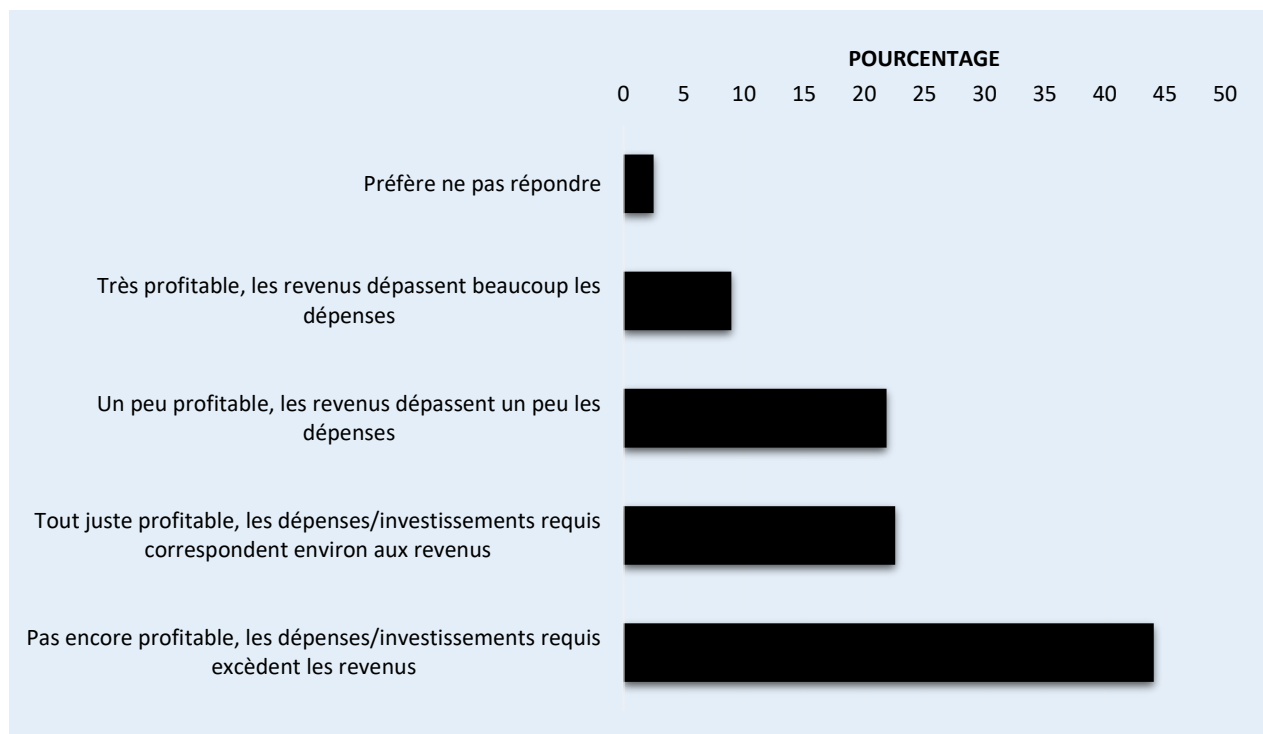 POURCENTAGE
0 5 10 15 20 25 30 35 40 45 50
Préfère ne pas répondre
Très profitable, les revenus dépassent beaucoup les
dépenses
Un peu profitable, les revenus dépassent un peu les
dépenses
Tout juste profitable, les dépenses/investissements requis
correspondent environ aux revenus
Pas encore profitable, les dépenses/investissements requis
excèdent les revenus